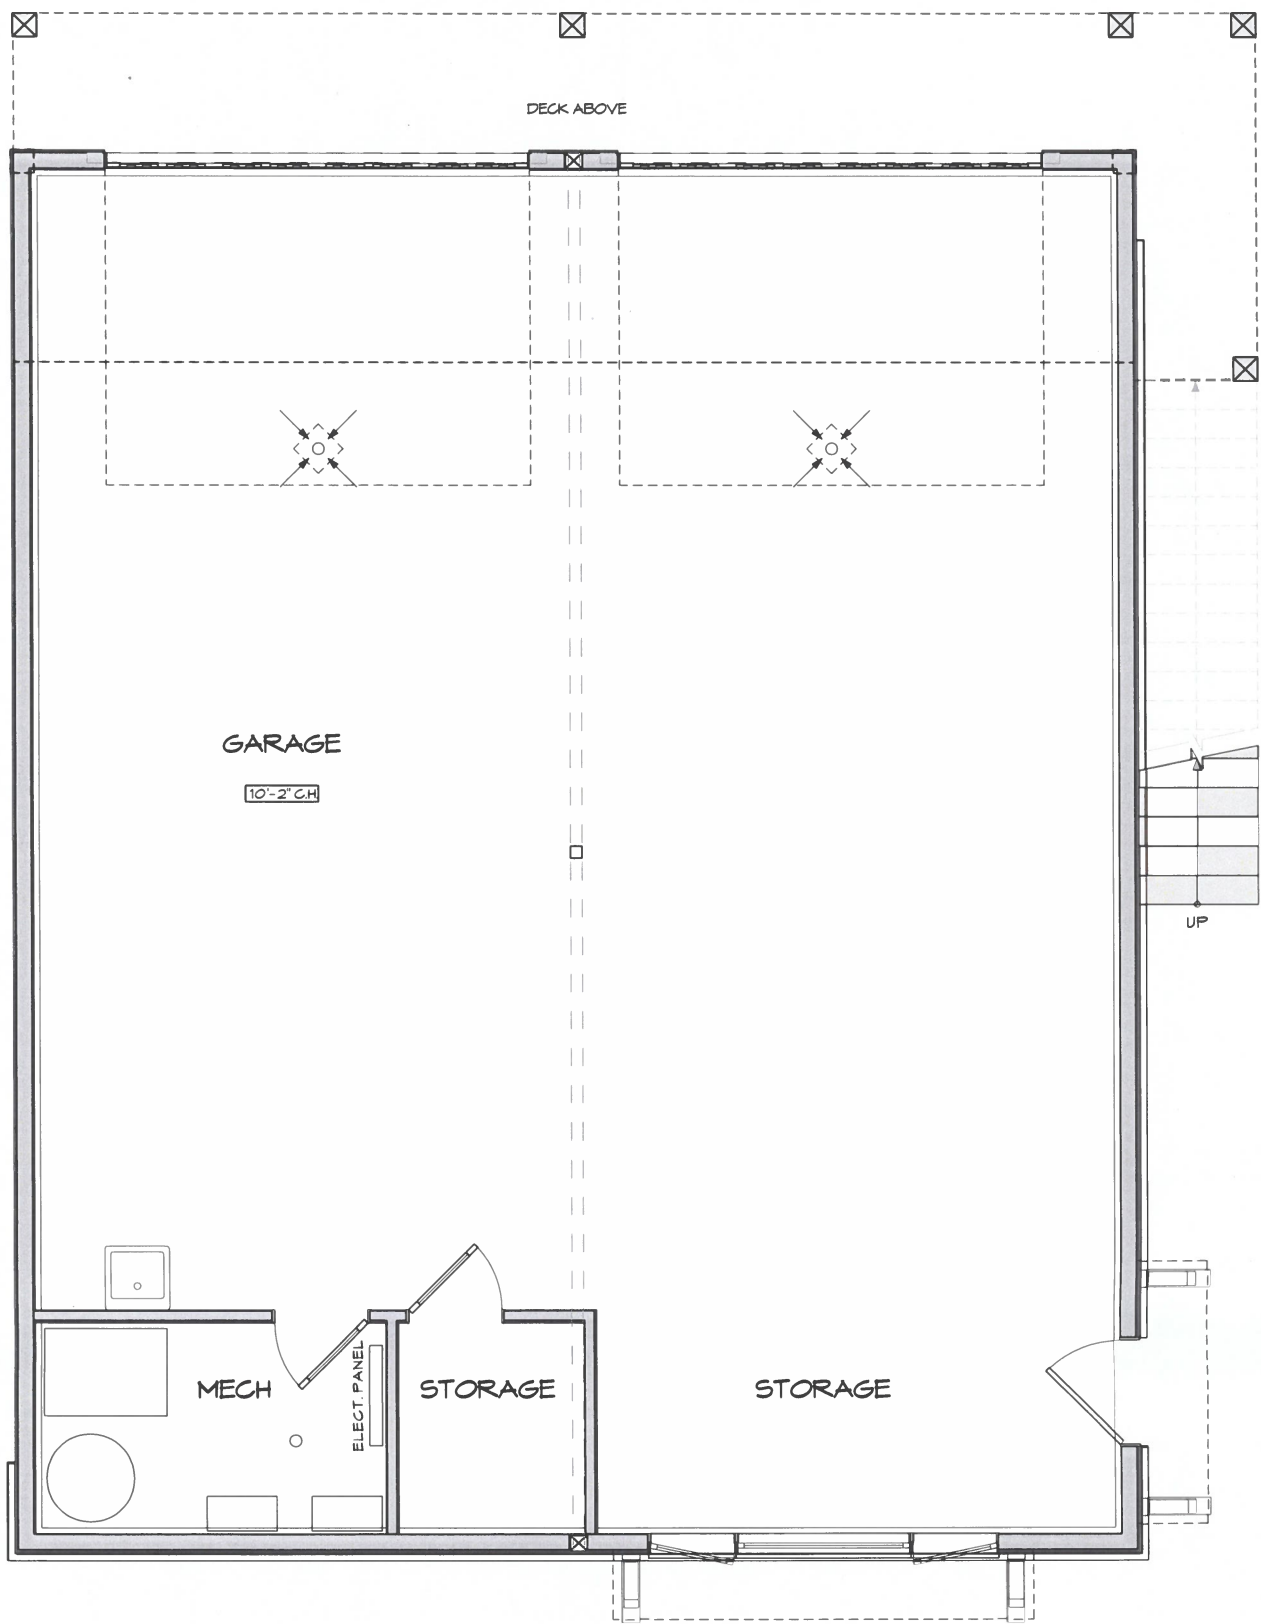 DECK ABOVE
GARAGE
10'-2" C.H.
UP
MECH
ELECT. PANEL
STORAGE
STORAGE